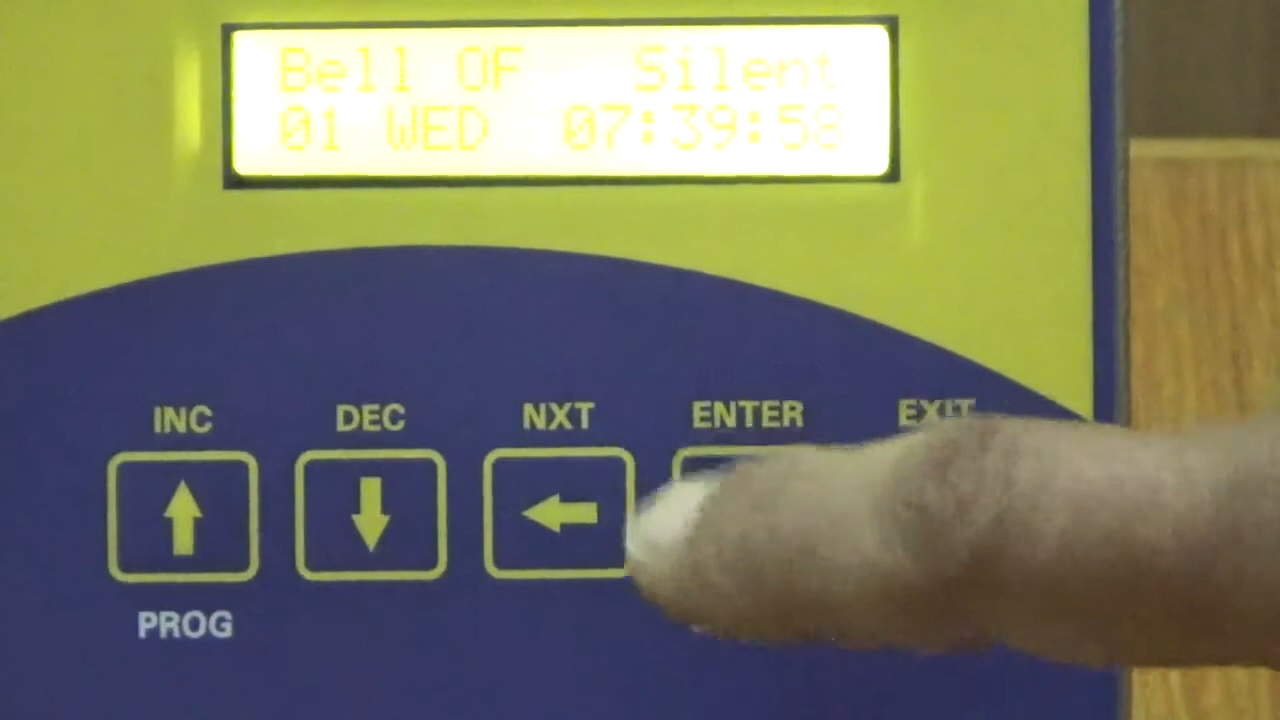 Bell OF Silent
01 WED 07:39:58
INC DEC NXT ENTER EXIT
PROG